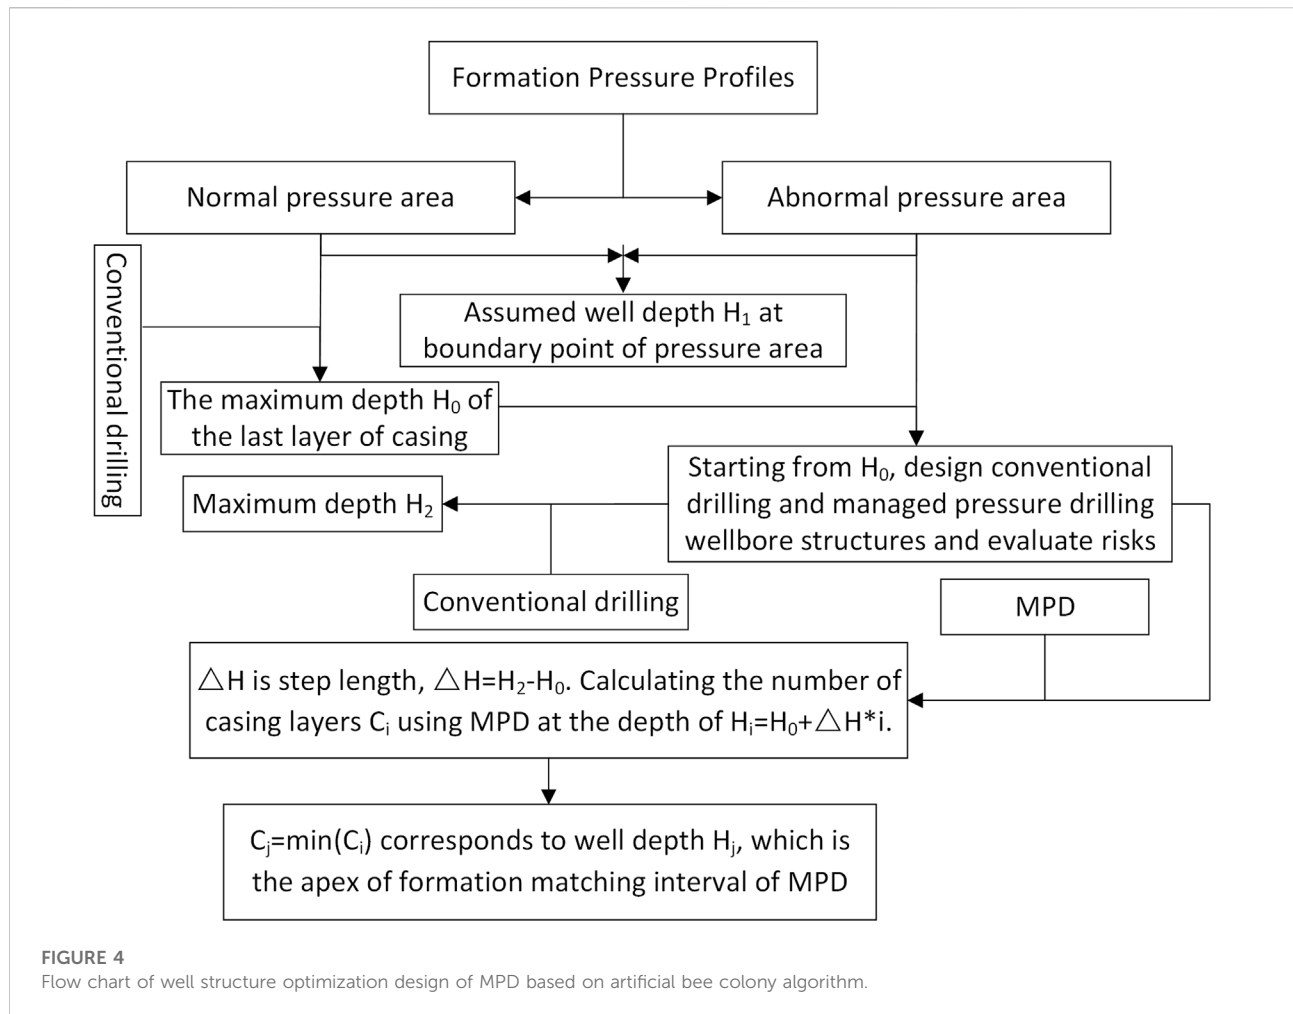 Formation Pressure Profiles
Normal pressure area
Abnormal pressure area
Conventional drilling
Assumed well depth H₁ at
boundary point of pressure area
The maximum depth H₀ of
the last layer of casing
Starting from H₀, design conventional
drilling and managed pressure drilling
wellbore structures and evaluate risks
Maximum depth H₂
Conventional drilling
MPD
△H is step length, △H=H₂-H₀. Calculating the number of
casing layers Cᵢ using MPD at the depth of Hᵢ=H₀+△H*i.
Cⱼ=min(Cᵢ) corresponds to well depth Hⱼ, which is
the apex of formation matching interval of MPD
FIGURE 4
Flow chart of well structure optimization design of MPD based on artificial bee colony algorithm.